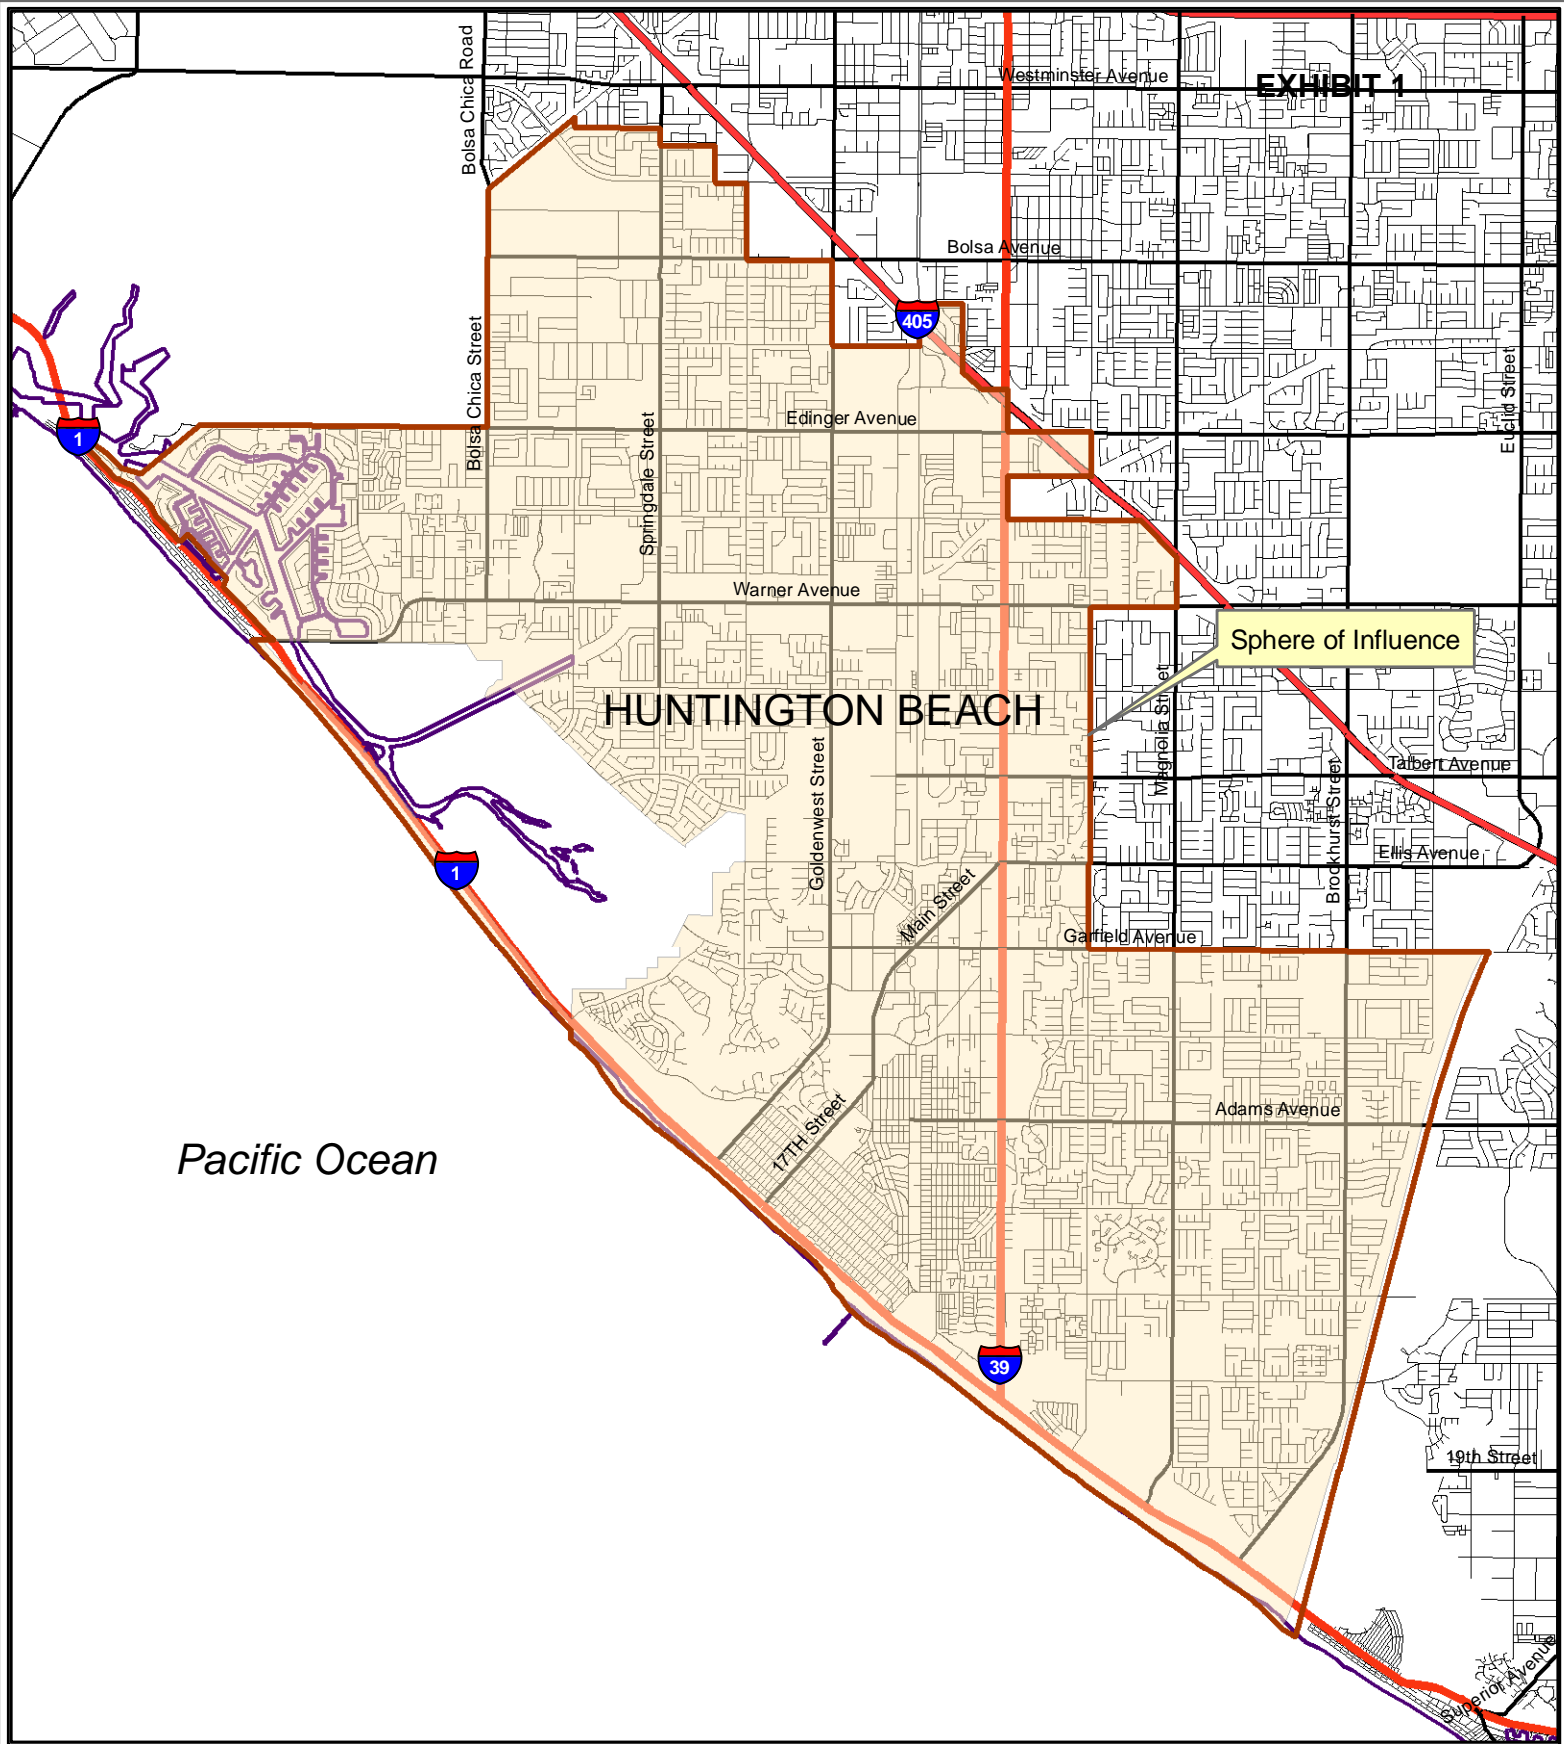 Bolsa Chica Road
Westminster Avenue
EXHIBIT 1
Bolsa Avenue
405
Bolsa Chica Street
Euclid Street
1
Edinger Avenue
Springdale Street
Warner Avenue
Sphere of Influence
HUNTINGTON BEACH
Magnolia Street
Goldenwest Street
Talbert Avenue
Brookhurst Street
1
Ellis Avenue
Main Street
Garfield Avenue
Adams Avenue
17TH Street
Pacific Ocean
39
19th Street
Superior Avenue